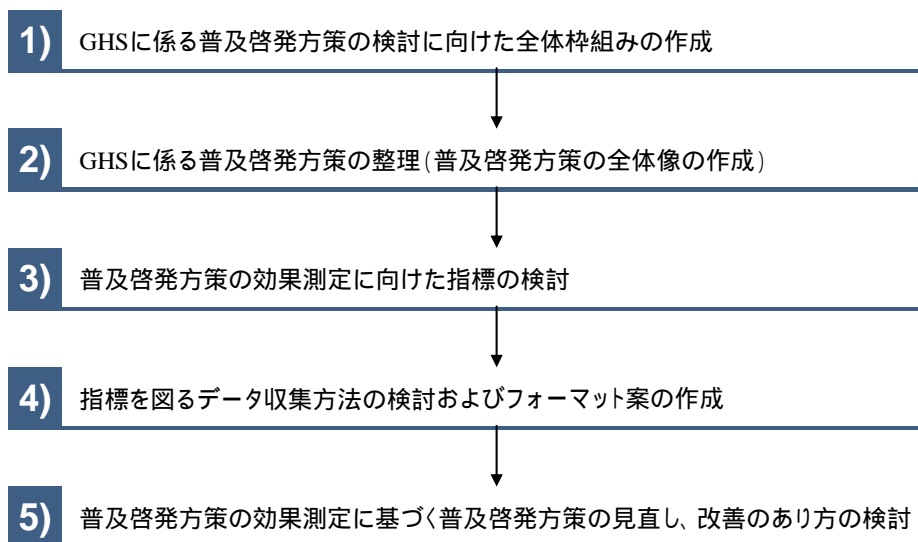 1) GHSに係る普及啓発方策の検討に向けた全体枠組みの作成
2) GHSに係る普及啓発方策の整理(普及啓発方策の全体像の作成)
3) 普及啓発方策の効果測定に向けた指標の検討
4) 指標を図るデータ収集方法の検討およびフォーマット案の作成
5) 普及啓発方策の効果測定に基づく普及啓発方策の見直し、改善のあり方の検討